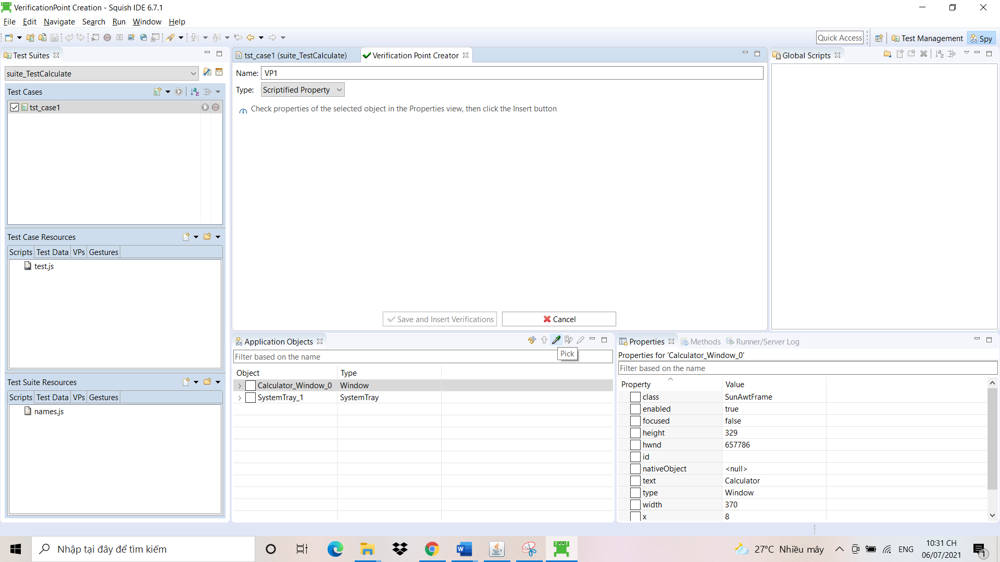 VerificationPoint Creation - Squish IDE 6.7.1
File Edit Navigate Search Run Window Help
Quick Access Test Management Spy
Test Suites
suite_TestCalculate
Test Cases
tst_case1
Test Case Resources
Scripts Test Data VPs Gestures
test.js
Test Suite Resources
Scripts Test Data VPs Gestures
names.js
tst_case1 (suite_TestCalculate) Verification Point Creator
Name: VP1
Type: Scriptified Property
Check properties of the selected object in the Properties view, then click the Insert button
Save and Insert Verifications Cancel
Global Scripts
Application Objects
Pick
Filter based on the name
Object Type
Calculator_Window_0 Window
SystemTray_1 SystemTray
Properties Methods Runner/Server Log
Properties for 'Calculator_Window_0'
Filter based on the name
Property Value
class SunAwtFrame
enabled true
focused false
height 329
hwnd 657786
id
nativeObject <null>
text Calculator
type Window
width 370
x 8
Nhập tại đây để tìm kiếm
27°C Nhiều mây
ENG
10:31 CH
06/07/2021
1